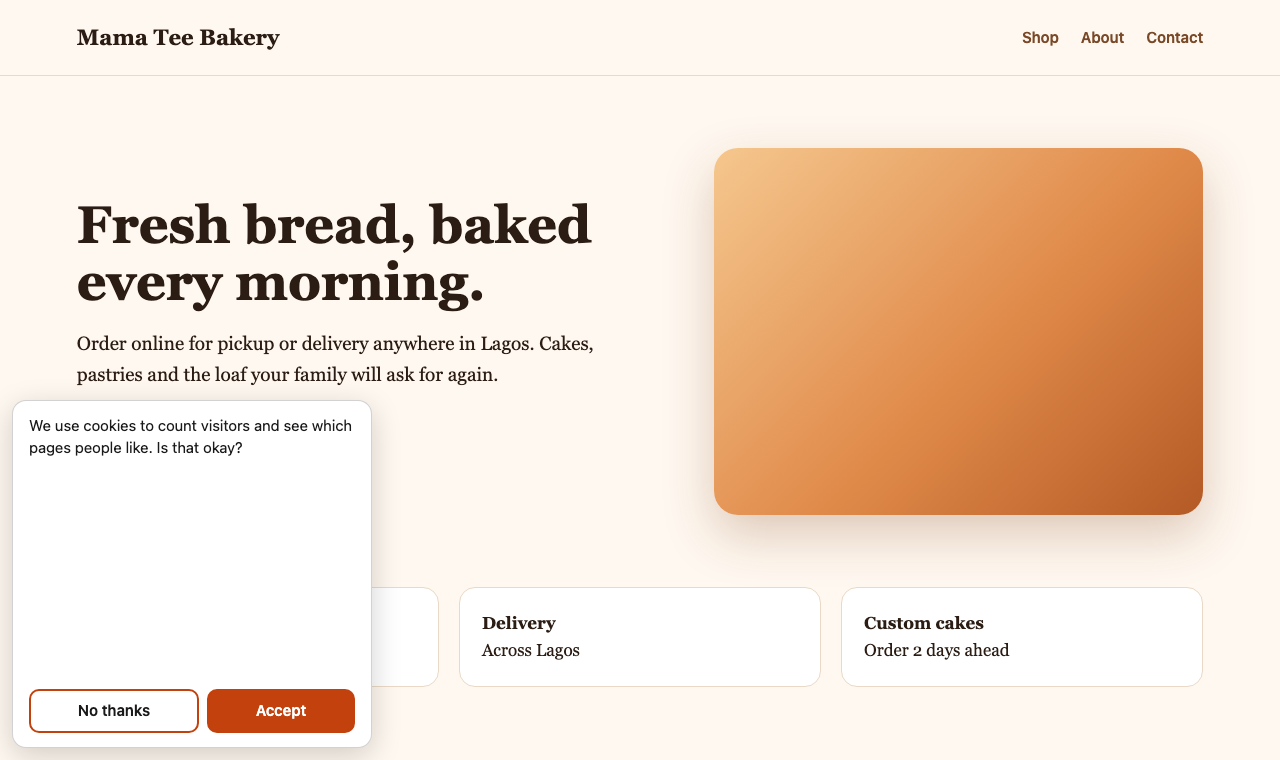 Mama Tee Bakery
Shop About Contact
Fresh bread, baked
every morning.
Order online for pickup or delivery anywhere in Lagos. Cakes,
pastries and the loaf your family will ask for again.
We use cookies to count visitors and see which
pages people like. Is that okay?
No thanks
Accept
Delivery
Across Lagos
Custom cakes
Order 2 days ahead